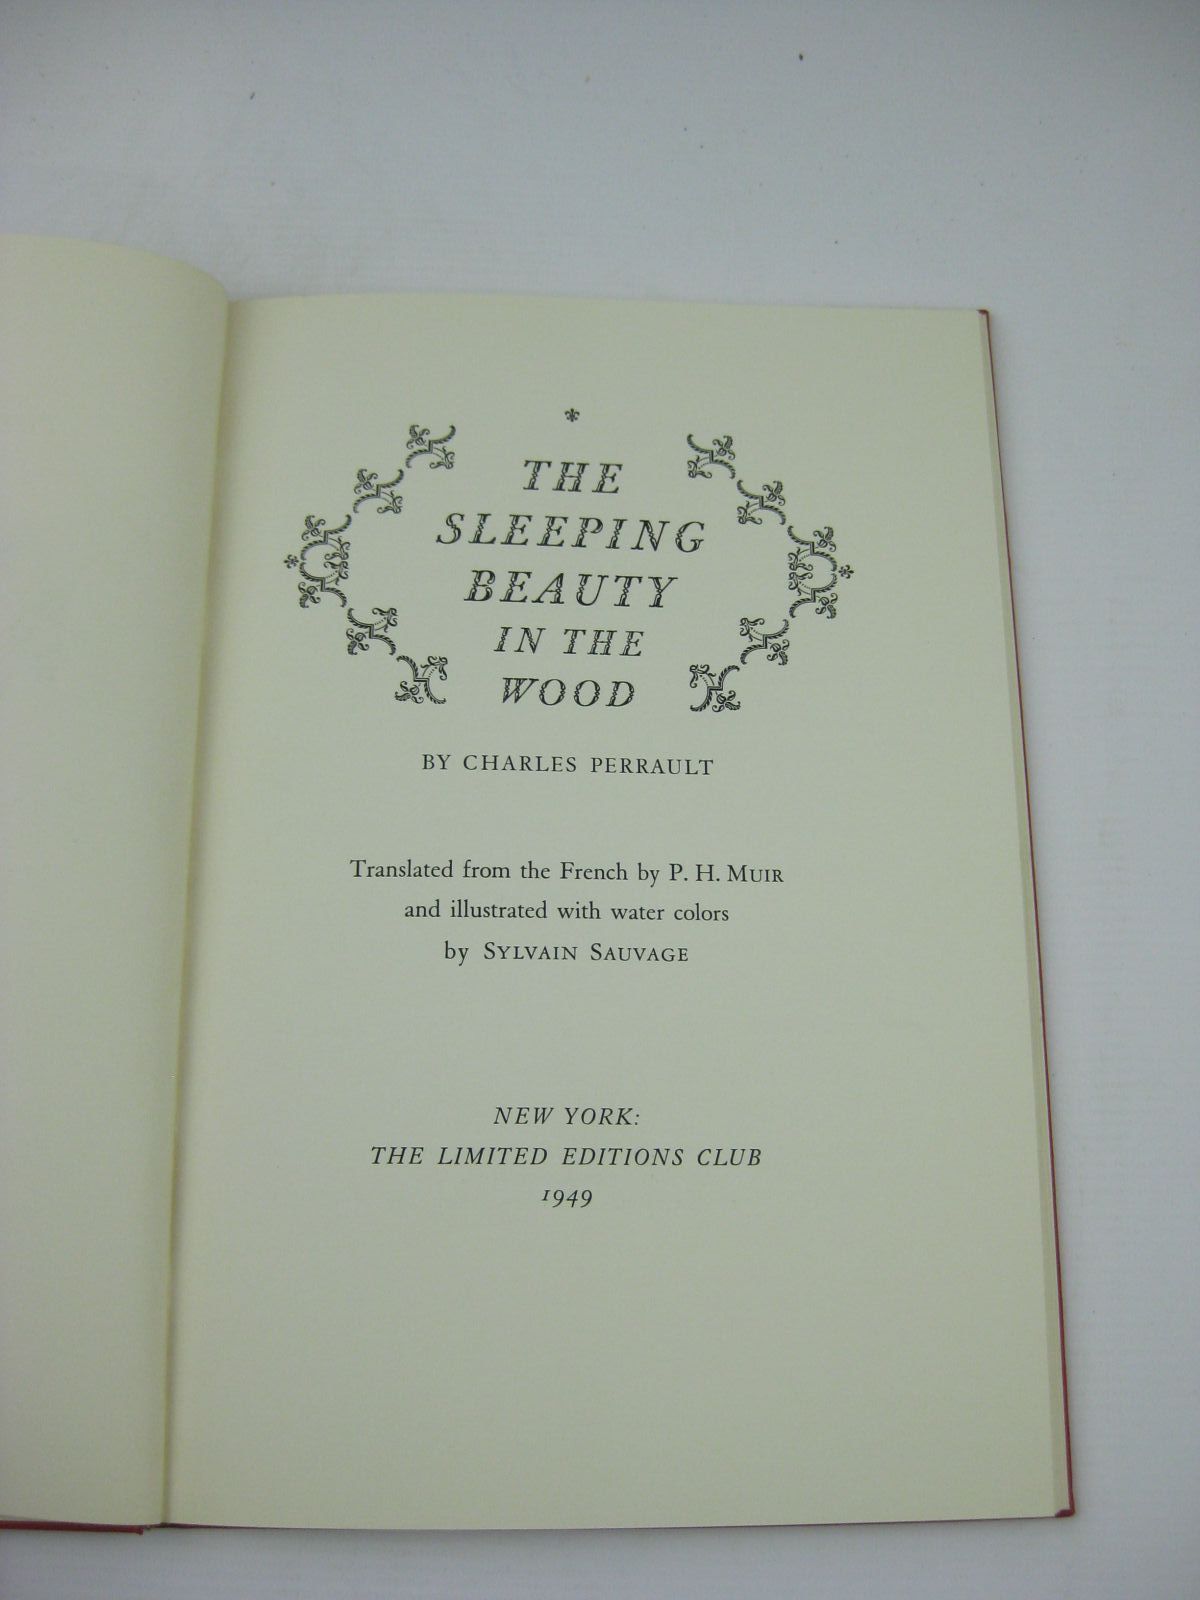 THE
SLEEPING
BEAUTY
IN THE
WOOD
BY CHARLES PERRAULT
Translated from the French by P. H. MUIR
and illustrated with water colors
by SYLVAIN SAUVAGE
NEW YORK:
THE LIMITED EDITIONS CLUB
1949